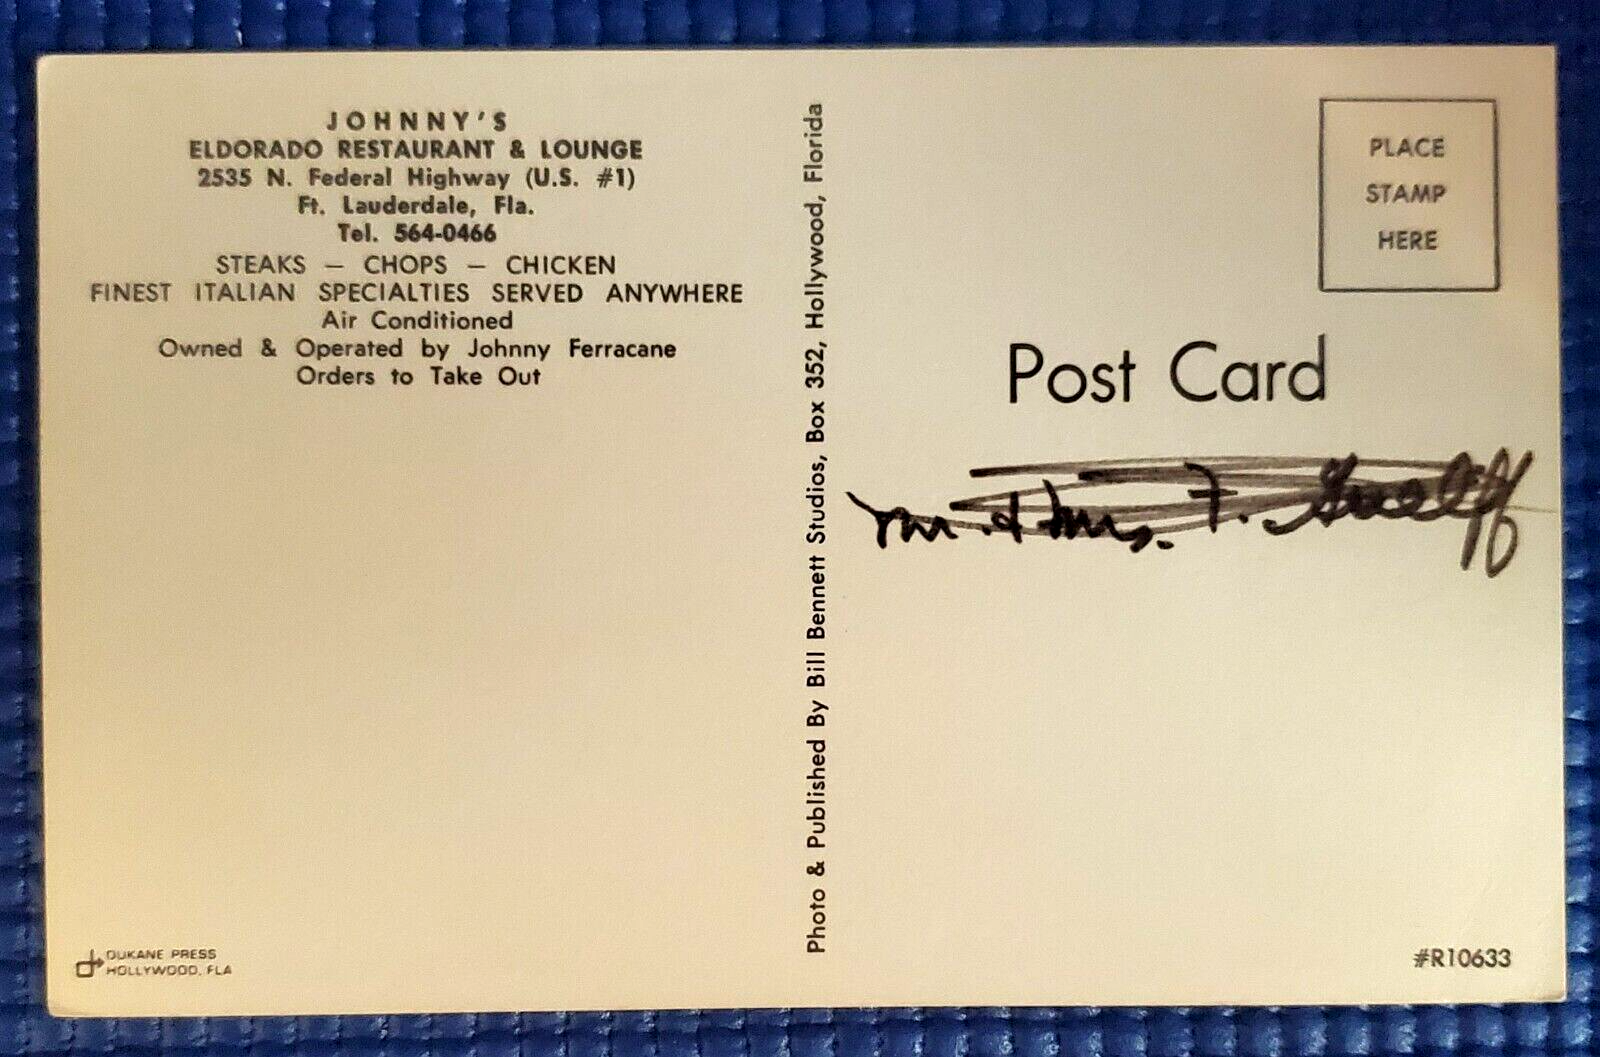 JOHNNY'S
ELDORADO RESTAURANT & LOUNGE
2535 N. Federal Highway (U.S. #1)
Ft. Lauderdale, Fla.
Tel. 564-0466
STEAKS — CHOPS — CHICKEN
FINEST ITALIAN SPECIALTIES SERVED ANYWHERE
Air Conditioned
Owned & Operated by Johnny Ferracane
Orders to Take Out
DUKANE PRESS
HOLLYWOOD, FLA
Photo & Published By Bill Bennett Studios, Box 352, Hollywood, Florida
PLACE
STAMP
HERE
Post Card
Mr. & Mrs. F.
#R10633